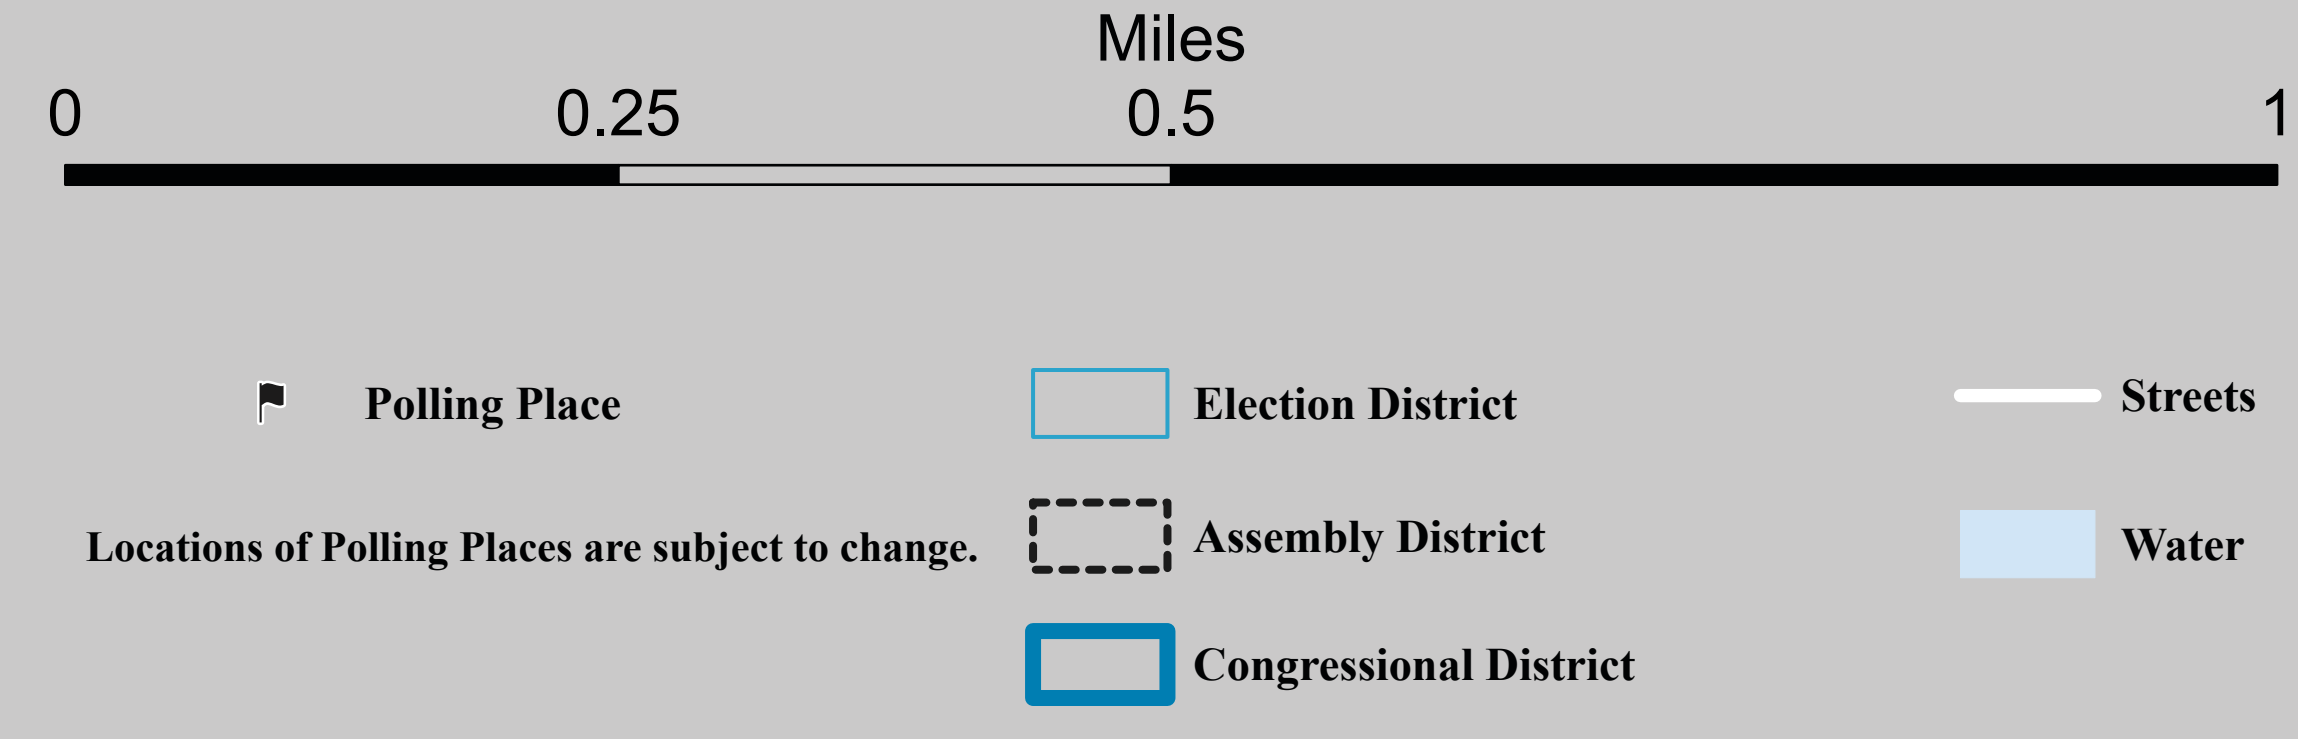 Miles
0 0.25 0.5 1
Polling Place
Election District
Streets
Locations of Polling Places are subject to change.
Assembly District
Water
Congressional District